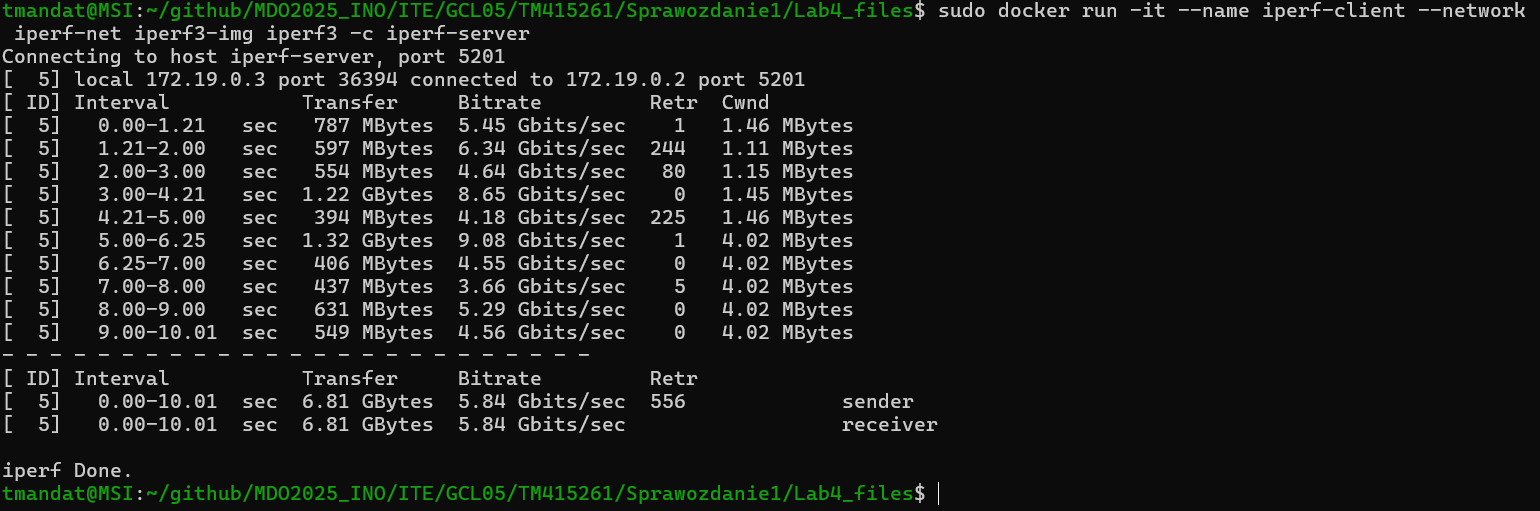 tmandat@MSI:~/github/MDO2025_INO/ITE/GCL05/TM415261/Sprawozdanie1/Lab4_files$ sudo docker run -it --name iperf-client --network
 iperf-net iperf3-img iperf3 -c iperf-server
Connecting to host iperf-server, port 5201
[  5] local 172.19.0.3 port 36394 connected to 172.19.0.2 port 5201
[ ID] Interval           Transfer     Bitrate         Retr  Cwnd
[  5]   0.00-1.21   sec   787 MBytes  5.45 Gbits/sec    1   1.46 MBytes
[  5]   1.21-2.00   sec   597 MBytes  6.34 Gbits/sec  244   1.11 MBytes
[  5]   2.00-3.00   sec   554 MBytes  4.64 Gbits/sec   80   1.15 MBytes
[  5]   3.00-4.21   sec  1.22 GBytes  8.65 Gbits/sec    0   1.45 MBytes
[  5]   4.21-5.00   sec   394 MBytes  4.18 Gbits/sec  225   1.46 MBytes
[  5]   5.00-6.25   sec  1.32 GBytes  9.08 Gbits/sec    1   4.02 MBytes
[  5]   6.25-7.00   sec   406 MBytes  4.55 Gbits/sec    0   4.02 MBytes
[  5]   7.00-8.00   sec   437 MBytes  3.66 Gbits/sec    5   4.02 MBytes
[  5]   8.00-9.00   sec   631 MBytes  5.29 Gbits/sec    0   4.02 MBytes
[  5]   9.00-10.01  sec   549 MBytes  4.56 Gbits/sec    0   4.02 MBytes
- - - - - - - - - - - - - - - - - - - - - - - - -
[ ID] Interval           Transfer     Bitrate         Retr
[  5]   0.00-10.01  sec  6.81 GBytes  5.84 Gbits/sec  556             sender
[  5]   0.00-10.01  sec  6.81 GBytes  5.84 Gbits/sec                  receiver

iperf Done.
tmandat@MSI:~/github/MDO2025_INO/ITE/GCL05/TM415261/Sprawozdanie1/Lab4_files$